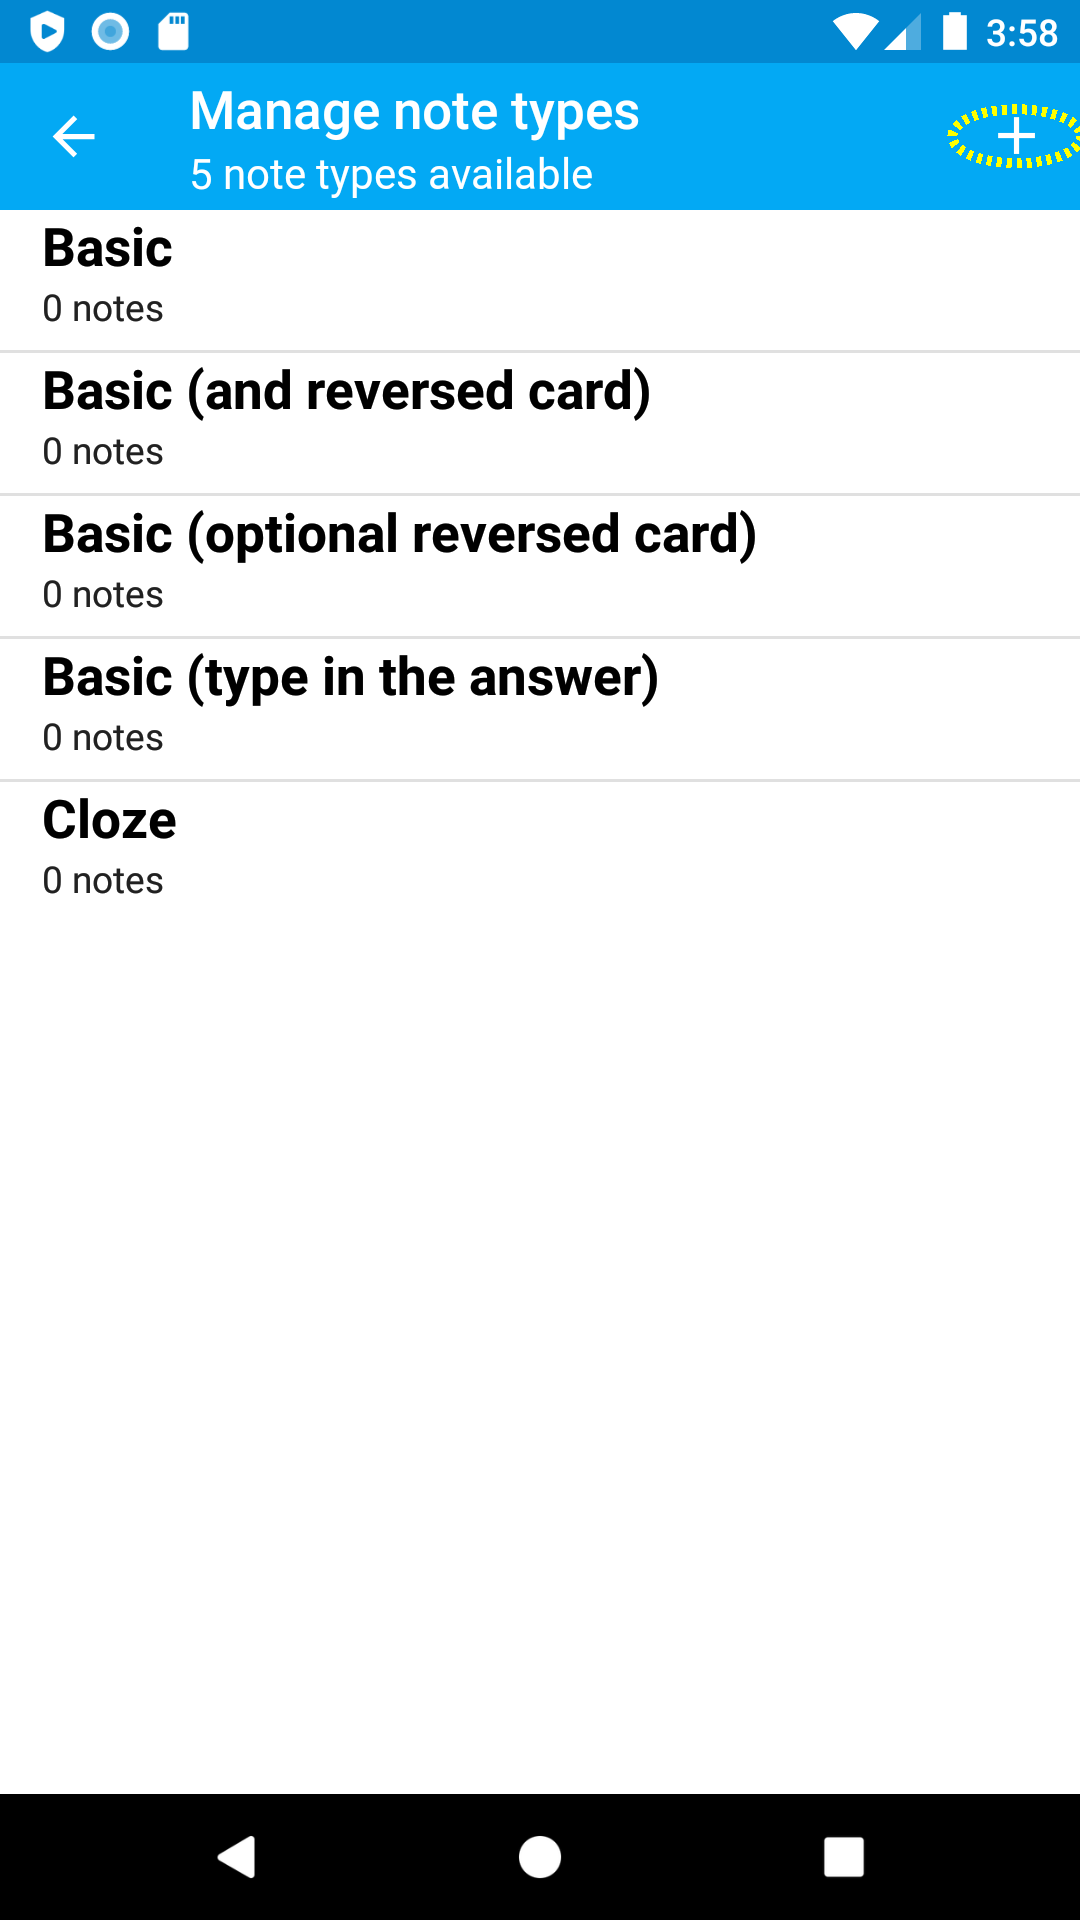 3:58
Manage note types
5 note types available
Basic
0 notes
Basic (and reversed card)
0 notes
Basic (optional reversed card)
0 notes
Basic (type in the answer)
0 notes
Cloze
0 notes